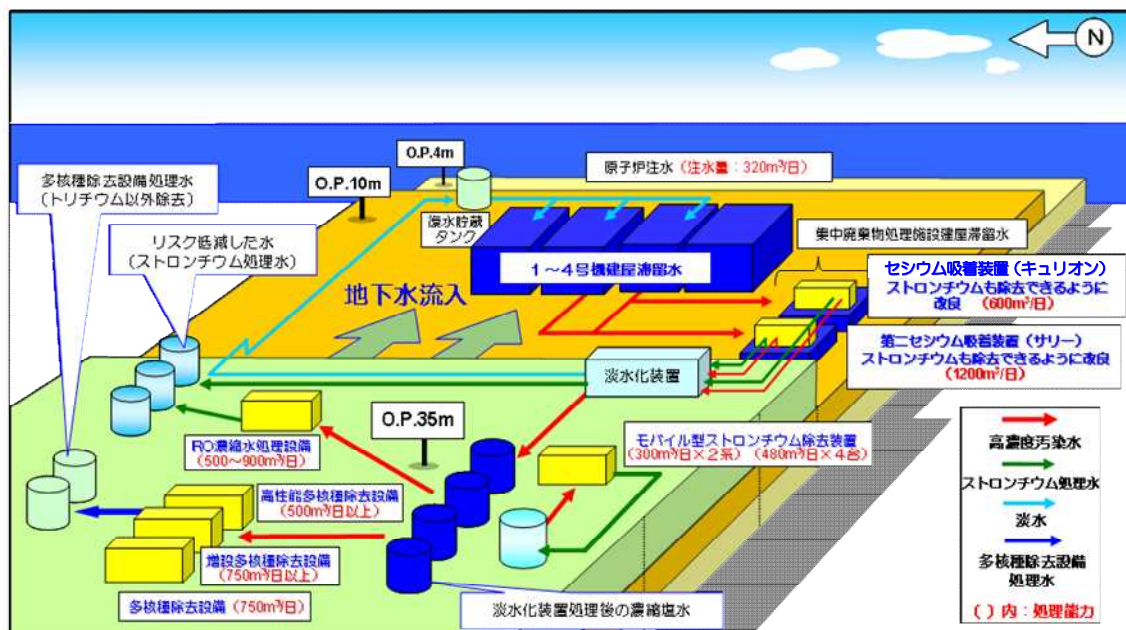 N
O.P.4m
原子炉注水（注水量：320m³/日）
多核種除去設備処理水
（トリチウム以外除去）
O.P.10m
濃水貯蔵
タンク
集中廃棄物処理施設建屋滞留水
リスク低減した水
（ストロンチウム処理水）
1～4号機建屋滞留水
セシウム吸着装置（キュリオン）
ストロンチウムも除去できるように
改良　（600m³/日）
地下水流入
第二セシウム吸着装置（サリー）
ストロンチウムも除去できるように改良
（1200m³/日）
淡水化装置
O.P.35m
RO濃縮水処理設備
（500～900m³/日）
モバイル型ストロンチウム除去装置
（300m³/日×2系）（480m³/日×4台）
高濃度汚染水
ストロンチウム処理水
淡水
多核種除去設備
処理水
（ ）内：処理能力
高性能多核種除去設備
（500m³/日以上）
増設多核種除去設備
（750m³/日以上）
多核種除去設備（750m³/日）
淡水化装置処理後の濃縮塩水